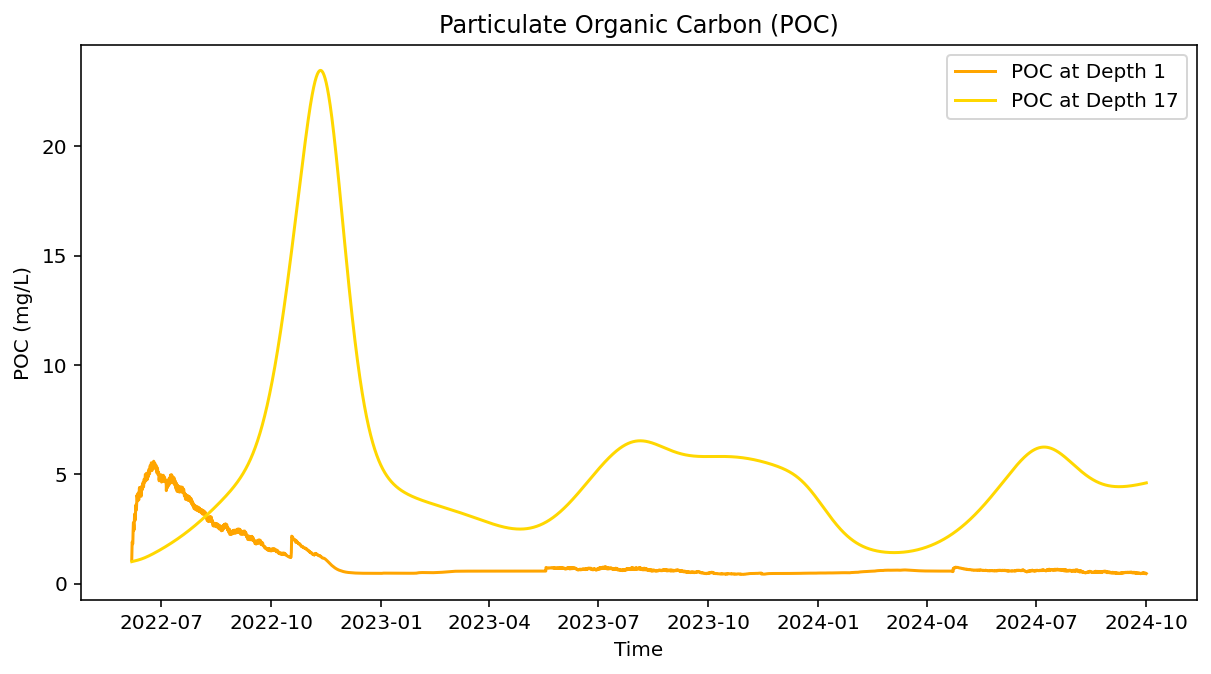 Particulate Organic Carbon (POC)
POC at Depth 1
POC at Depth 17
POC (mg/L)
20
15
10
5
0
2022-07 2022-10 2023-01 2023-04 2023-07 2023-10 2024-01 2024-04 2024-07 2024-10
Time